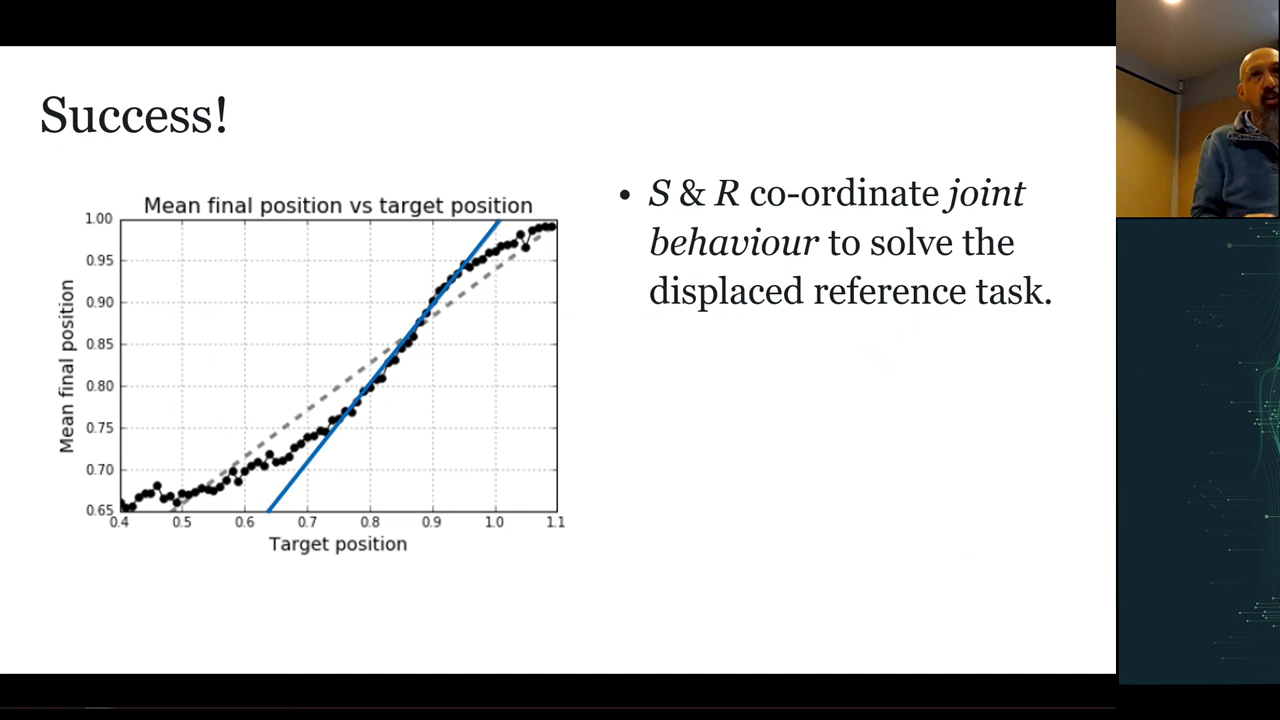 Success!
Mean final position vs target position
1.00
0.95
0.90
0.85
0.80
0.75
0.70
0.65
Mean final position
0.4 0.5 0.6 0.7 0.8 0.9 1.0 1.1
Target position
• S & R co-ordinate joint
behaviour to solve the
displaced reference task.